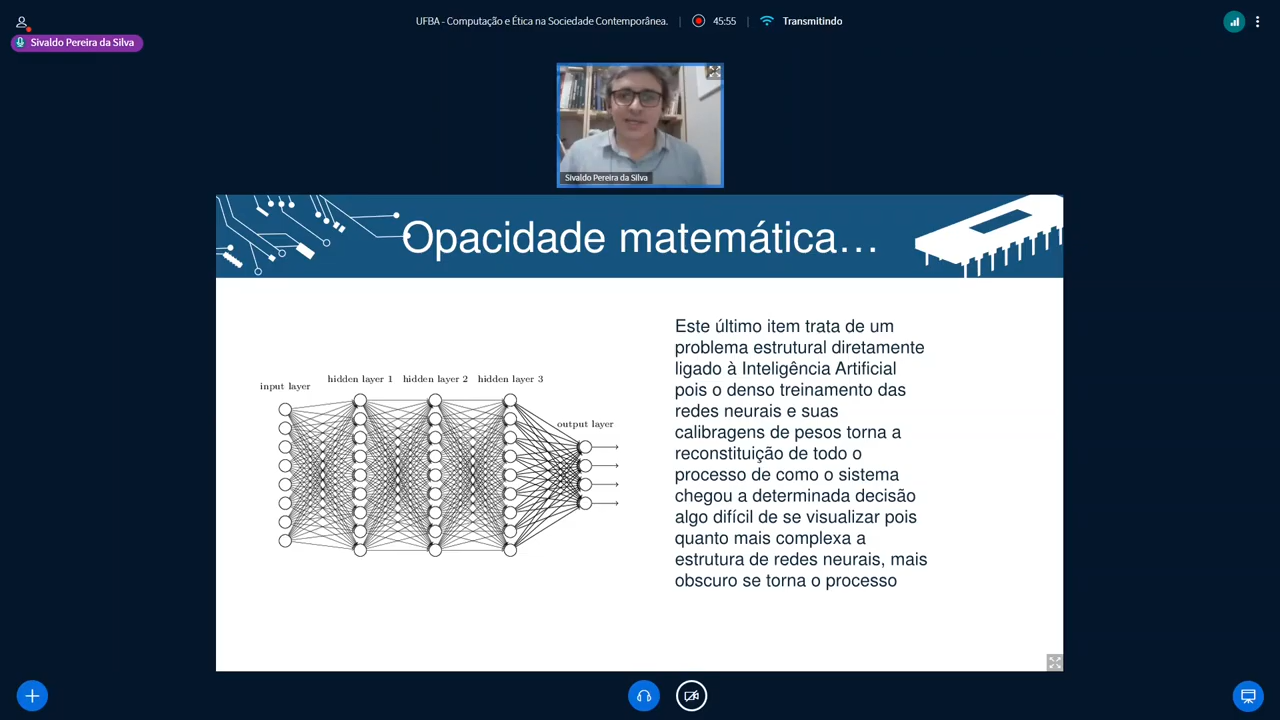 UFBA - Computação e Ética na Sociedade Contemporânea.
45:55
Transmitindo
Sivaldo Pereira da Silva
Sivaldo Pereira da Silva
Opacidade matemática...
input layer
hidden layer 1
hidden layer 2
hidden layer 3
output layer
Este último item trata de um
problema estrutural diretamente
ligado à Inteligência Artificial
pois o denso treinamento das
redes neurais e suas
calibragens de pesos torna a
reconstituição de todo o
processo de como o sistema
chegou a determinada decisão
algo difícil de se visualizar pois
quanto mais complexa a
estrutura de redes neurais, mais
obscuro se torna o processo